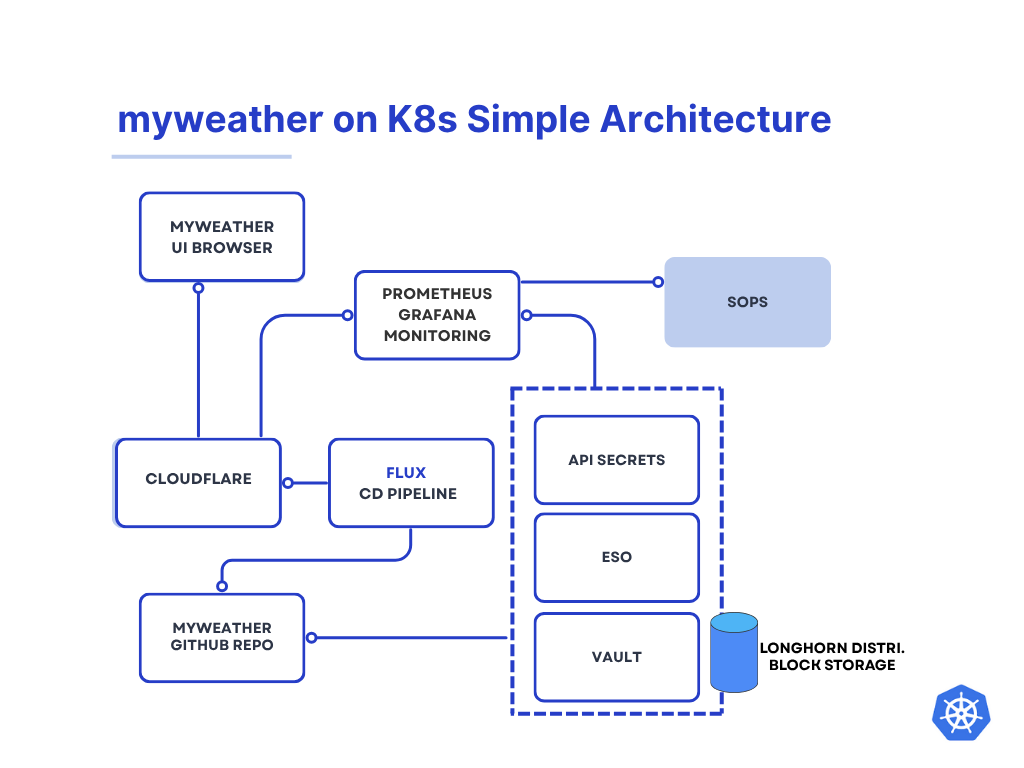 myweather on K8s Simple Architecture
MYWEATHER
UI BROWSER
PROMETHEUS
GRAFANA
MONITORING
SOPS
CLOUDFLARE
FLUX
CD PIPELINE
API SECRETS
ESO
MYWEATHER
GITHUB REPO
VAULT
LONGHORN DISTRI.
BLOCK STORAGE